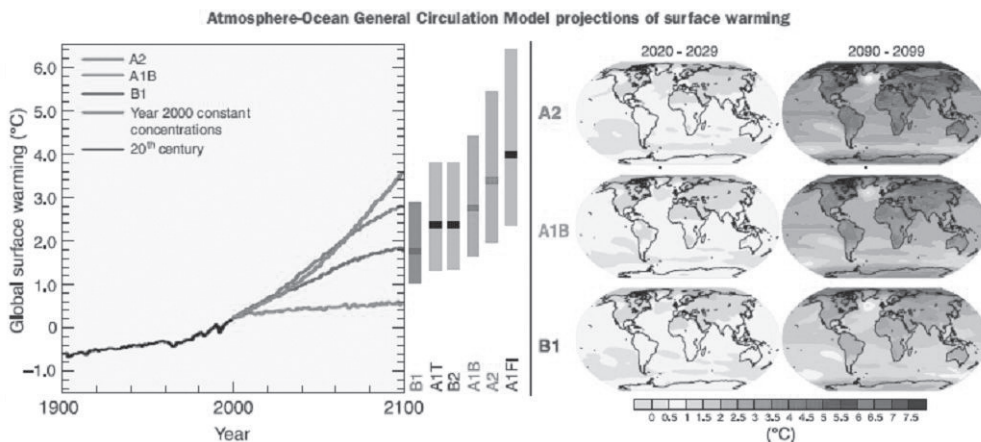 Atmosphere-Ocean General Circulation Model projections of surface warming
6.0
5.0
4.0
3.0
2.0
1.0
0
–1.0
Global surface warming (°C)
A2
A1B
B1
Year 2000 constant
concentrations
20th century
1900
2000
2100
Year
B1
A1T
B2
A1B
A2
A1FI
2020 - 2029
2090 - 2099
A2
A1B
B1
0 0.5 1 1.5 2 2.5 3 3.5 4 4.5 5 5.5 6 6.5 7 7.5
(°C)